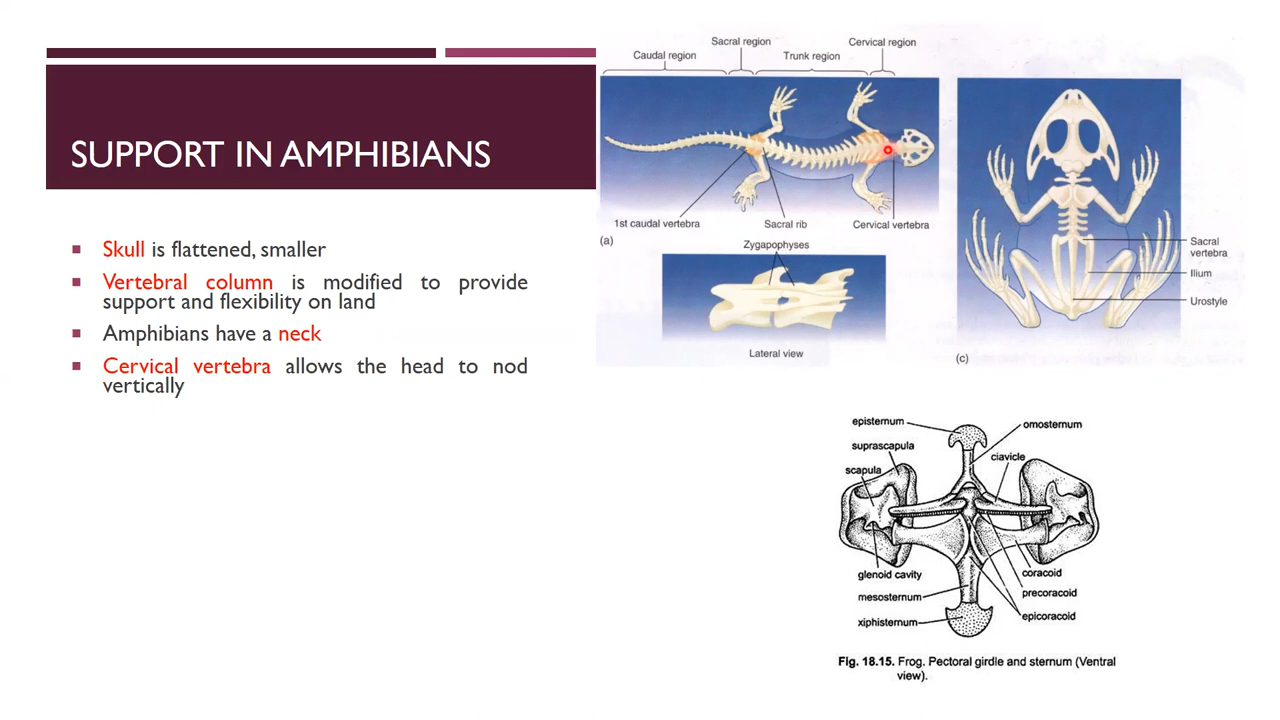 SUPPORT IN AMPHIBIANS
Skull is flattened, smaller
Vertebral column is modified to provide
support and flexibility on land
Amphibians have a neck
Cervical vertebra allows the head to nod
vertically
Sacral region
Cervical region
Caudal region
Trunk region
1st caudal vertebra
Sacral rib
Cervical vertebra
(a)
Zygapophyses
Lateral view
Sacral
vertebra
Ilium
Urostyle
(c)
episternum
omosternum
suprascapula
ciavicle
scapula
glenoid cavity
coracoid
mesosternum
precoracoid
epicoracoid
xiphisternum
Fig. 18.15. Frog. Pectoral girdle and sternum (Ventral
view).